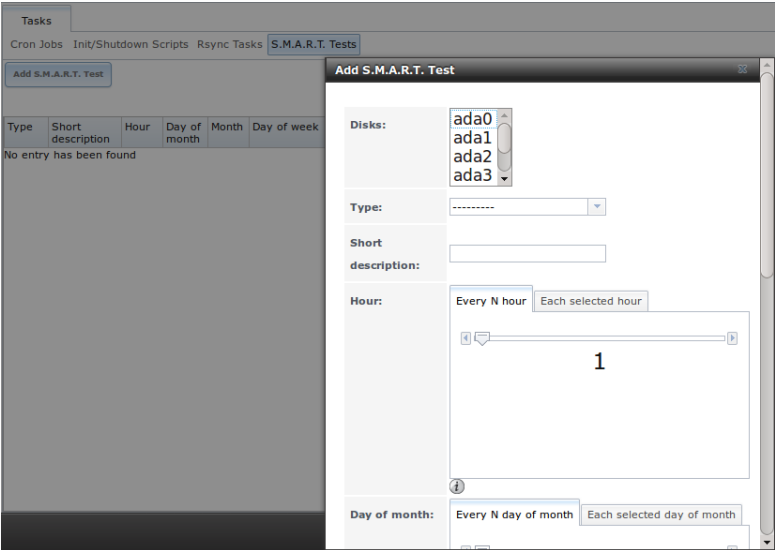 Tasks
Cron Jobs Init/Shutdown Scripts Rsync Tasks S.M.A.R.T. Tests
Add S.M.A.R.T. Test
Type Short description Hour Day of month Month Day of week
No entry has been found
Add S.M.A.R.T. Test
Disks:
ada0
ada1
ada2
ada3
Type:
---------
Short
description:
Hour:
Every N hour Each selected hour
1
i
Day of month:
Every N day of month Each selected day of month